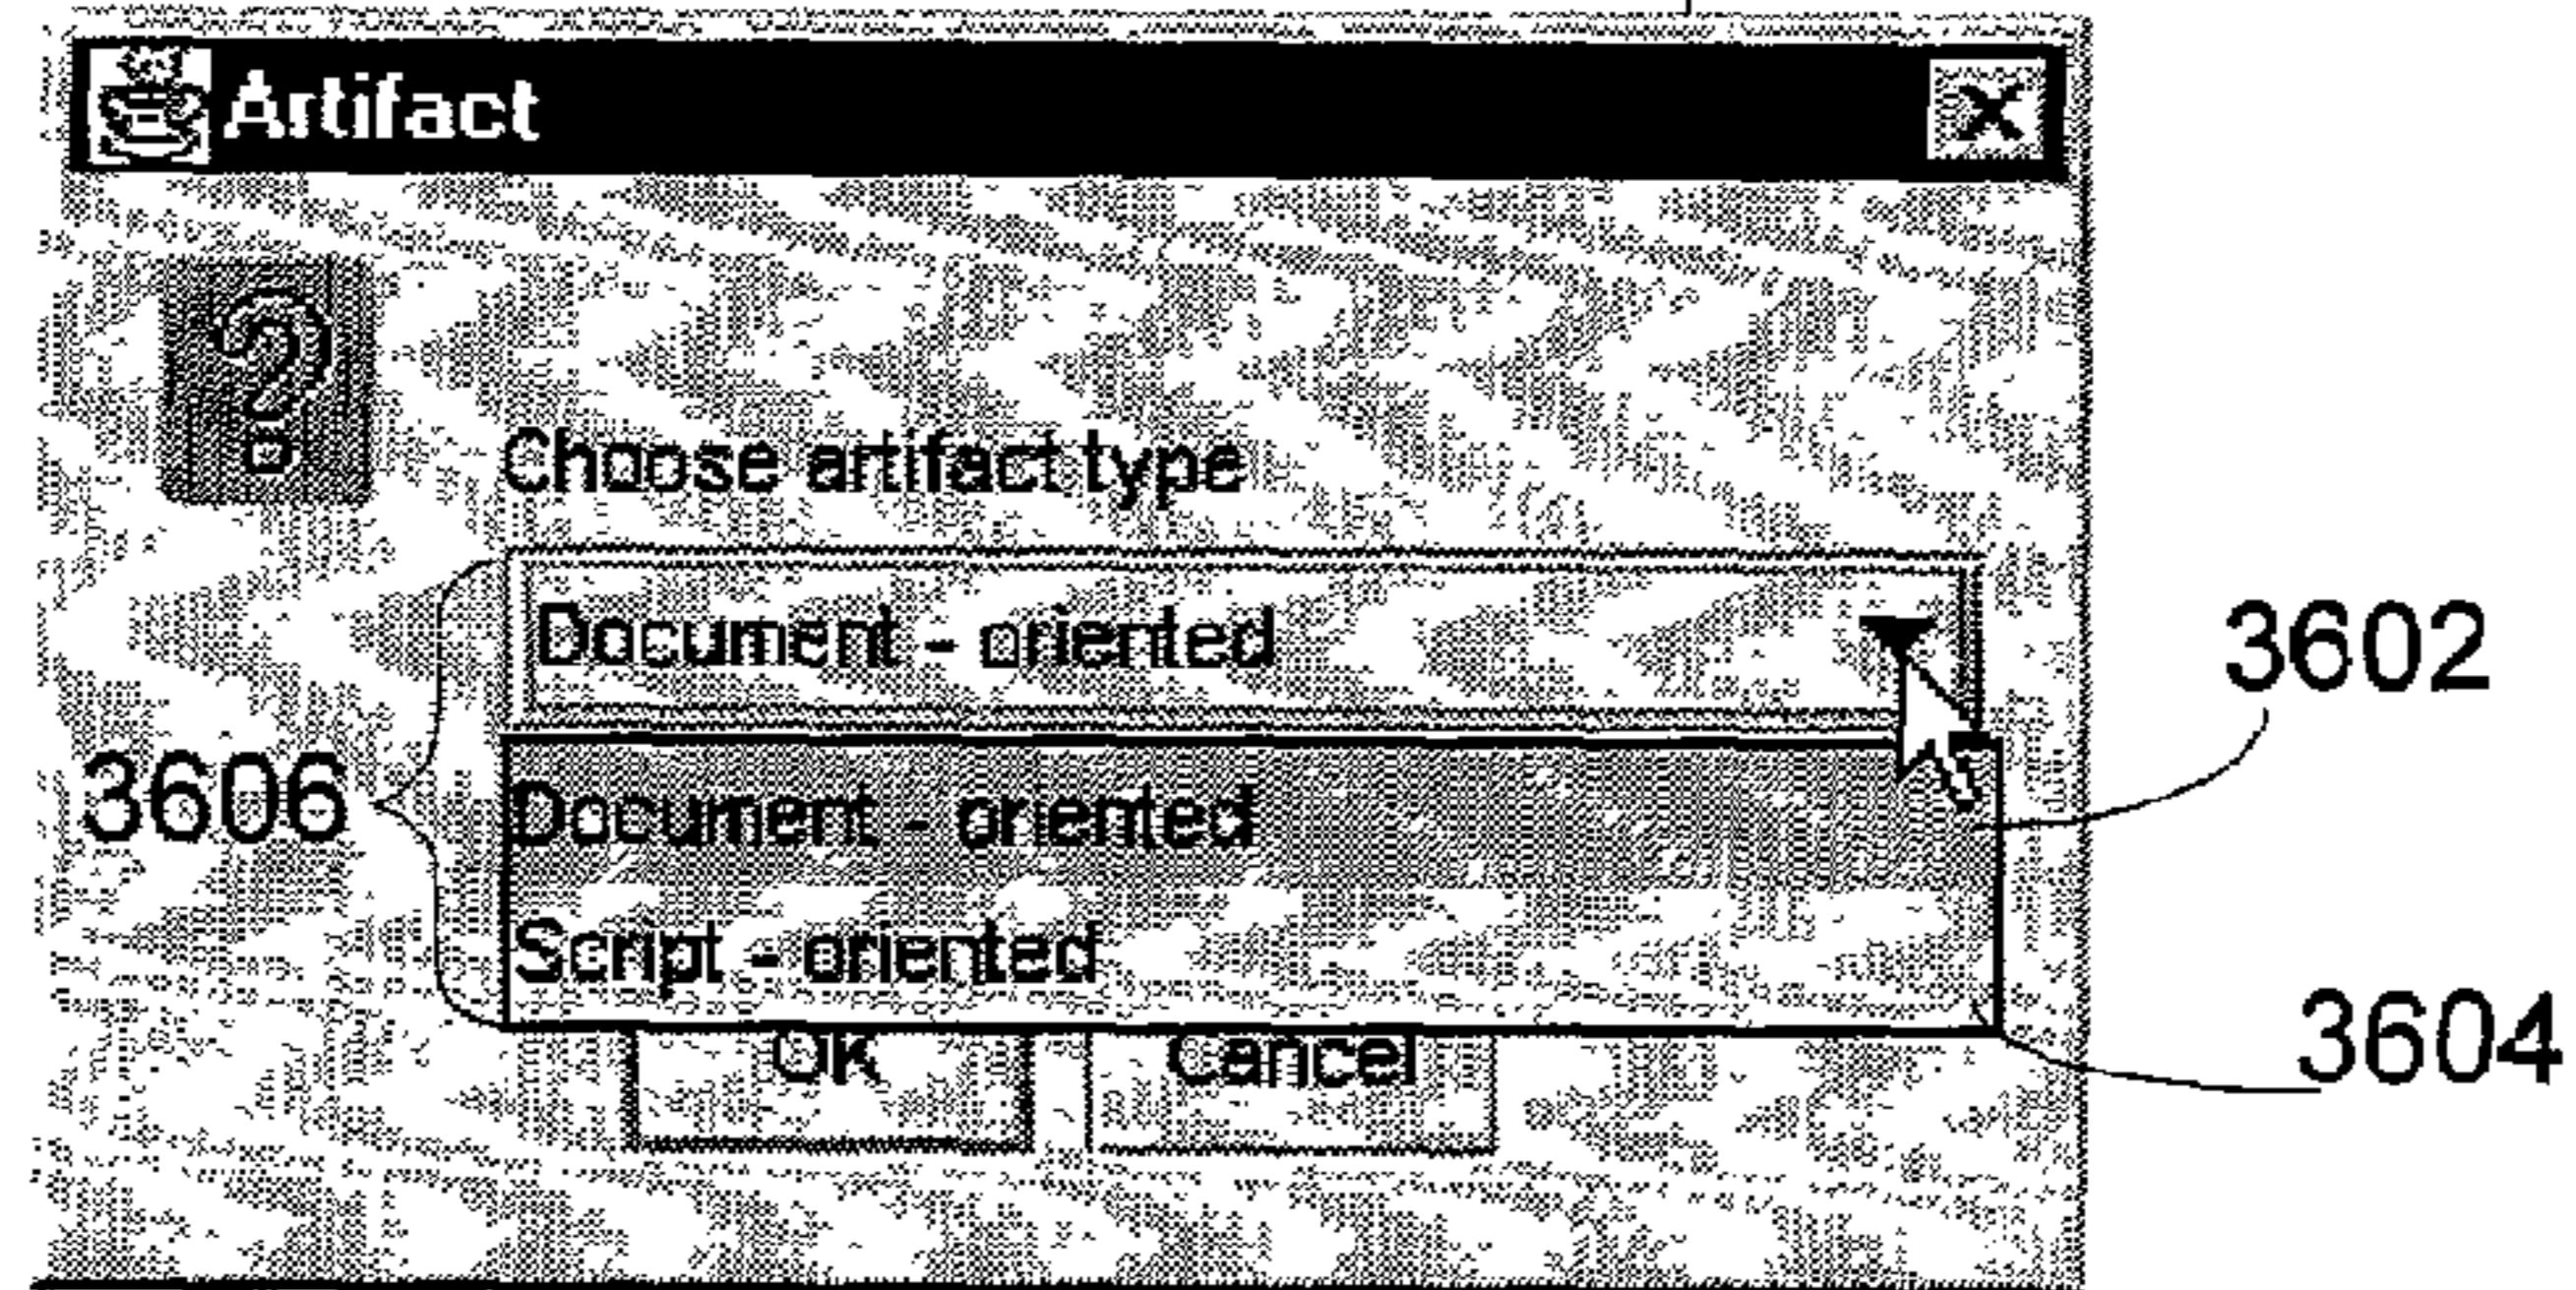 Artifact
Choose artifact type
Document - oriented
3602
3606
Document - oriented
Script - oriented
3604
Ok
Cancel